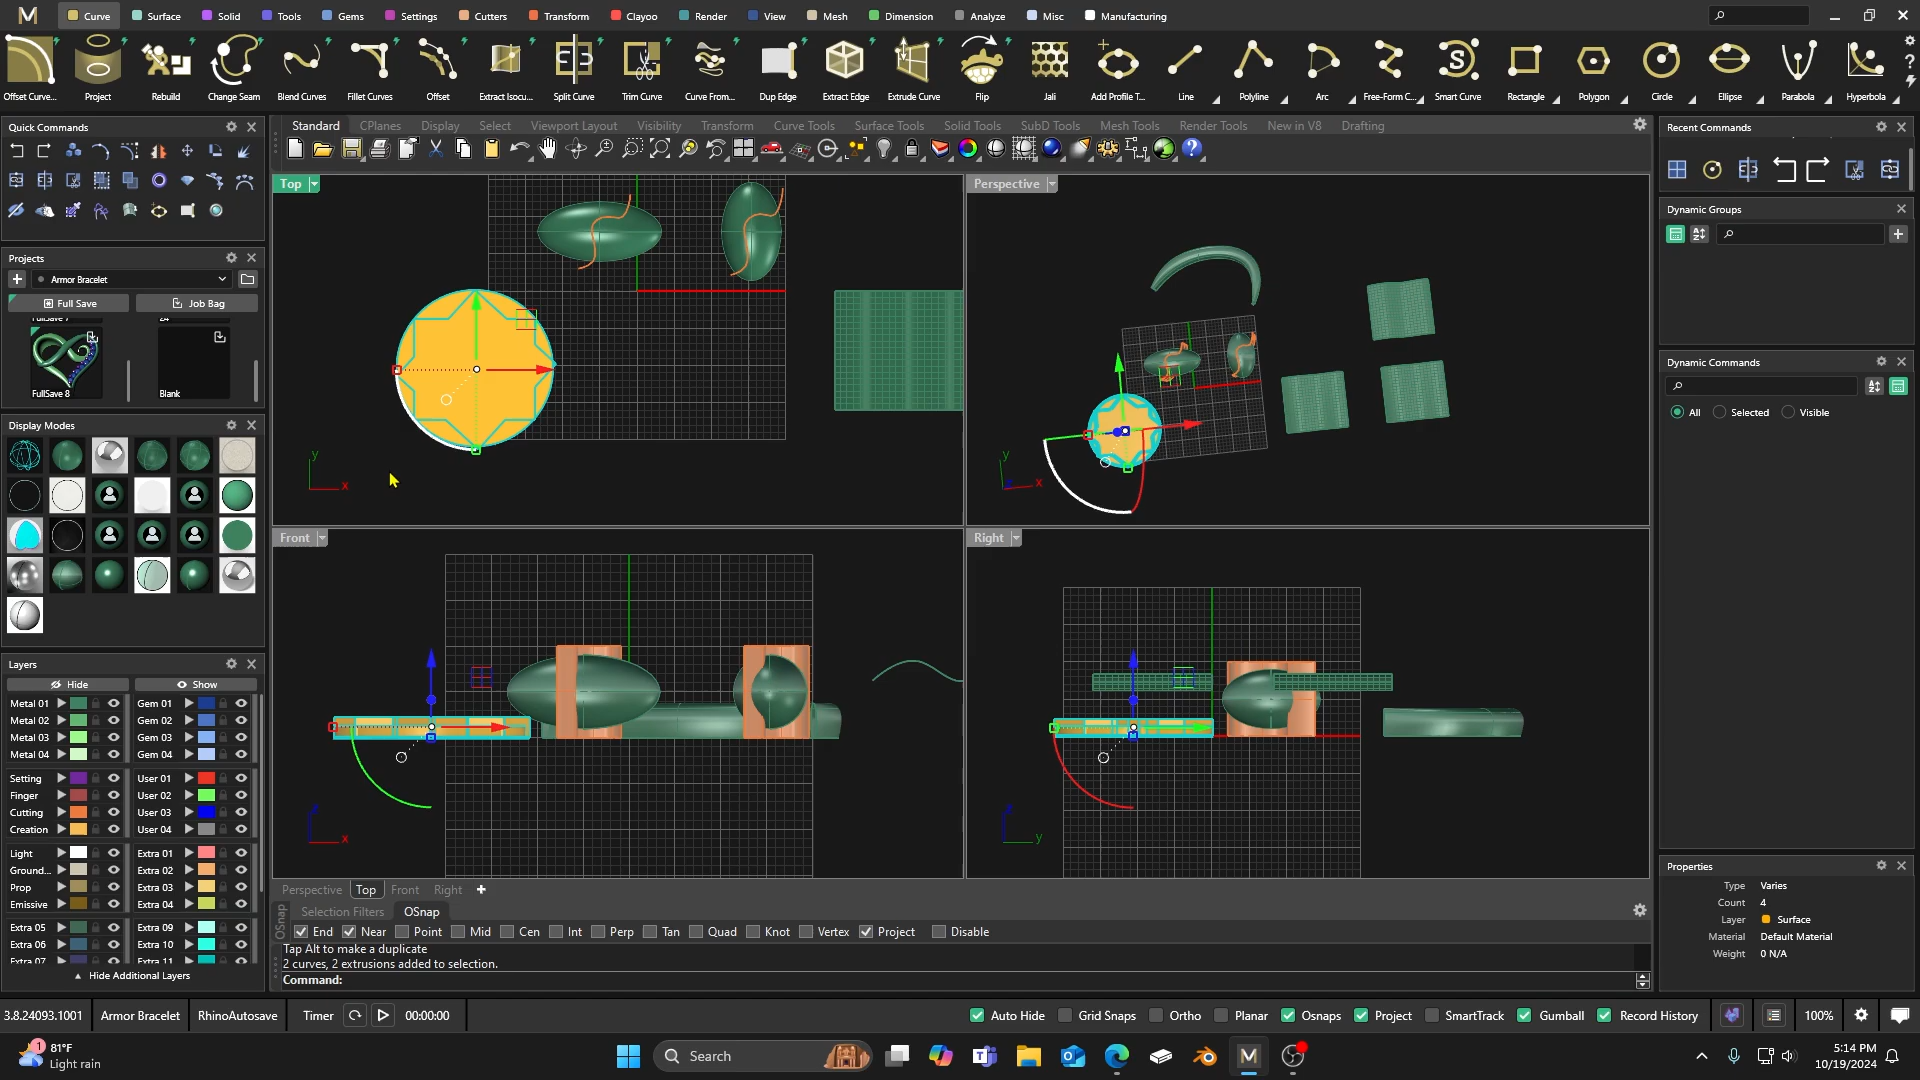 Curve
Surface
Solid
Tools
Gems
Settings
Cutters
Transform
Clayoo
Render
View
Mesh
Dimension
Analyze
Misc
Manufacturing
Offset Curve...
Project
Rebuild
Change Seam
Blend Curves
Fillet Curves
Offset
Extract Isocu...
Split Curve
Trim Curve
Curve From...
Dup Edge
Extract Edge
Extrude Curve
Flip
Jali
Add Profile T...
Line
Polyline
Arc
Free-Form C...
Smart Curve
Rectangle
Polygon
Circle
Ellipse
Parabola
Hyperbola
Quick Commands
Standard
CPlanes
Display
Select
Viewport Layout
Visibility
Transform
Curve Tools
Surface Tools
Solid Tools
SubD Tools
Mesh Tools
Render Tools
New in V8
Drafting
Recent Commands
Top
Perspective
Dynamic Groups
Projects
Armor Bracelet
Full Save
Job Bag
FullSave 7
24
FullSave 8
Blank
Dynamic Commands
All
Selected
Visible
Display Modes
y
x
y
x
Front
Right
Layers
Hide
Show
Metal 01
Gem 01
Metal 02
Gem 02
Metal 03
Gem 03
Metal 04
Gem 04
Setting
User 01
Finger
User 02
Cutting
User 03
Creation
User 04
Light
Extra 01
Ground...
Extra 02
Prop
Extra 03
Emissive
Extra 04
Extra 05
Extra 09
Extra 06
Extra 10
Extra 07
Extra 11
Hide Additional Layers
x
y
Perspective
Top
Front
Right
Selection Filters
OSnap
OSnap
End
Near
Point
Mid
Cen
Int
Perp
Tan
Quad
Knot
Vertex
Project
Disable
Tap Alt to make a duplicate
2 curves, 2 extrusions added to selection.
Command:
Properties
Type Varies
Count 4
Layer Surface
Material Default Material
Weight 0 N/A
3.8.24093.1001
Armor Bracelet
RhinoAutosave
Timer
00:00:00
Auto Hide
Grid Snaps
Ortho
Planar
Osnaps
Project
SmartTrack
Gumball
Record History
100%
1
81°F
Light rain
Search
5:14 PM
10/19/2024